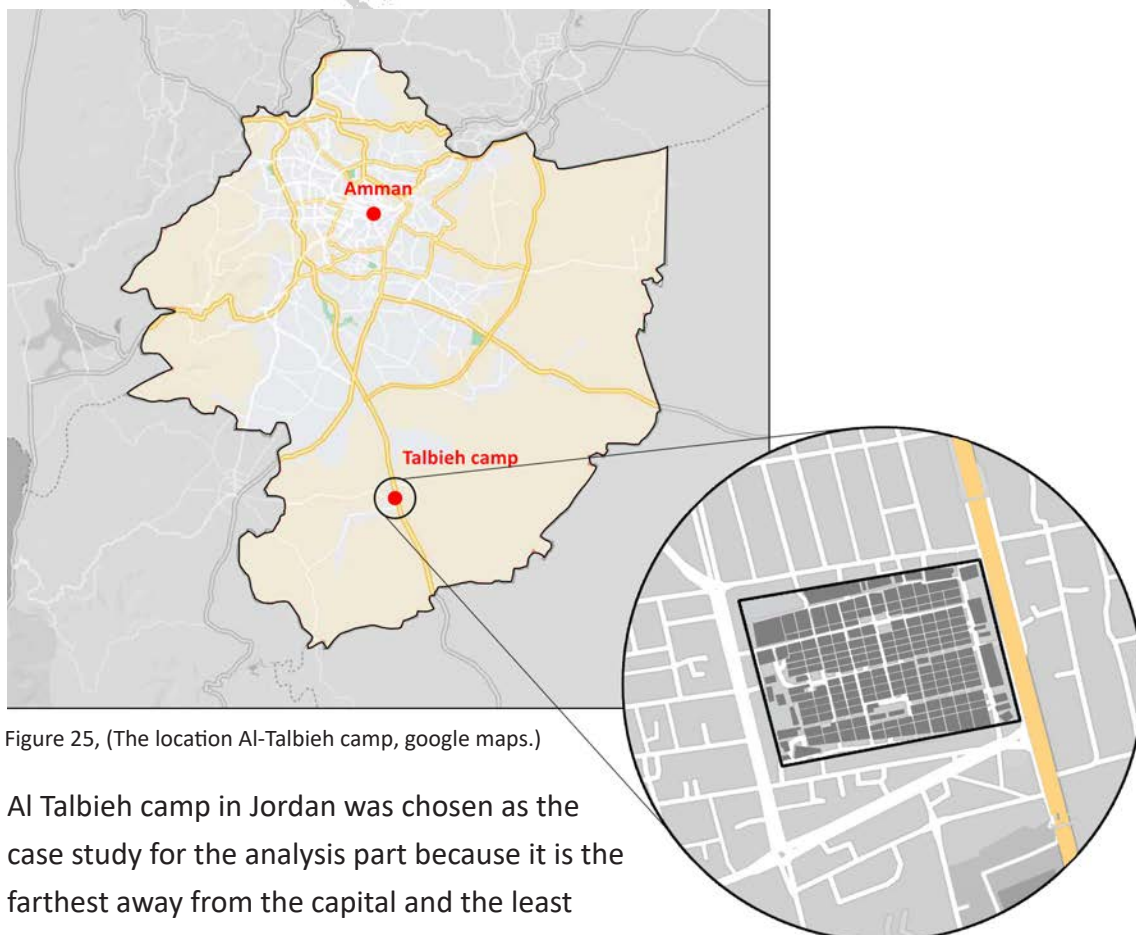 Amman
Talbieh camp
Figure 25, (The location Al-Talbieh camp, google maps.)
Al Talbieh camp in Jordan was chosen as the
case study for the analysis part because it is the
farthest away from the capital and the least